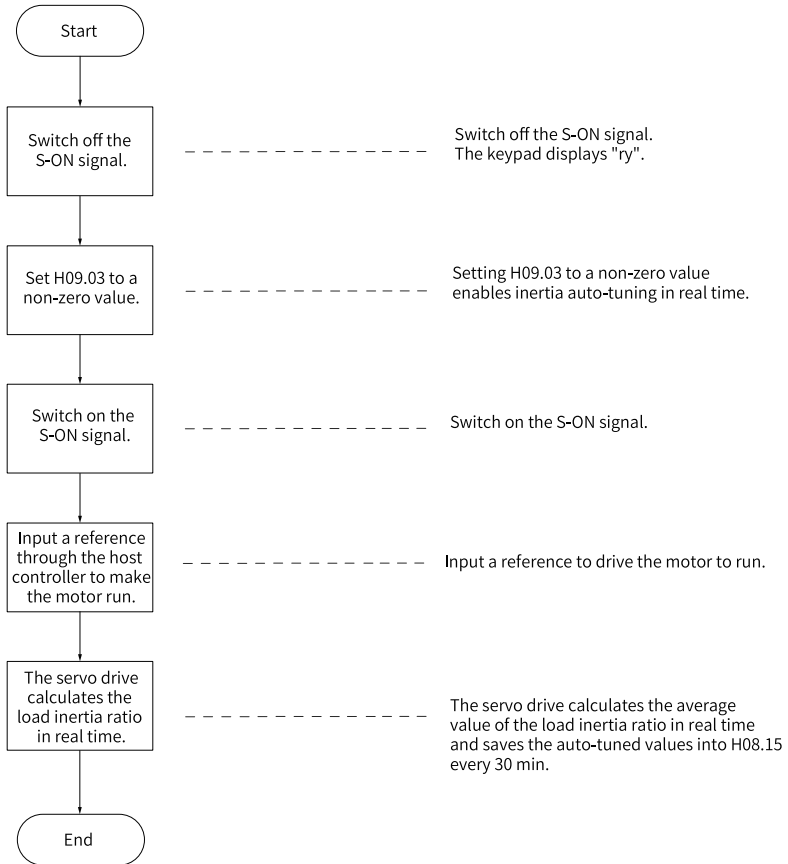 Start
Switch off the
S-ON signal.
Switch off the S-ON signal.
The keypad displays "ry".
Set H09.03 to a
non-zero value.
Setting H09.03 to a non-zero value
enables inertia auto-tuning in real time.
Switch on the
S-ON signal.
Switch on the S-ON signal.
Input a reference
through the host
controller to make
the motor run.
Input a reference to drive the motor to run.
The servo drive
calculates the
load inertia ratio
in real time.
The servo drive calculates the average
value of the load inertia ratio in real time
and saves the auto-tuned values into H08.15
every 30 min.
End